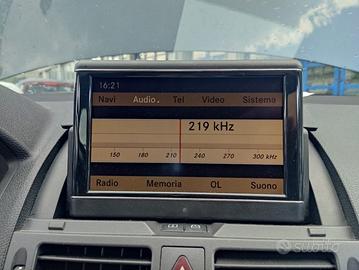 16:21
Navi Audio Tel Video Sistema
219 kHz
150 180 210 240 270 300 kHz
Radio Memoria OL Suono
subito